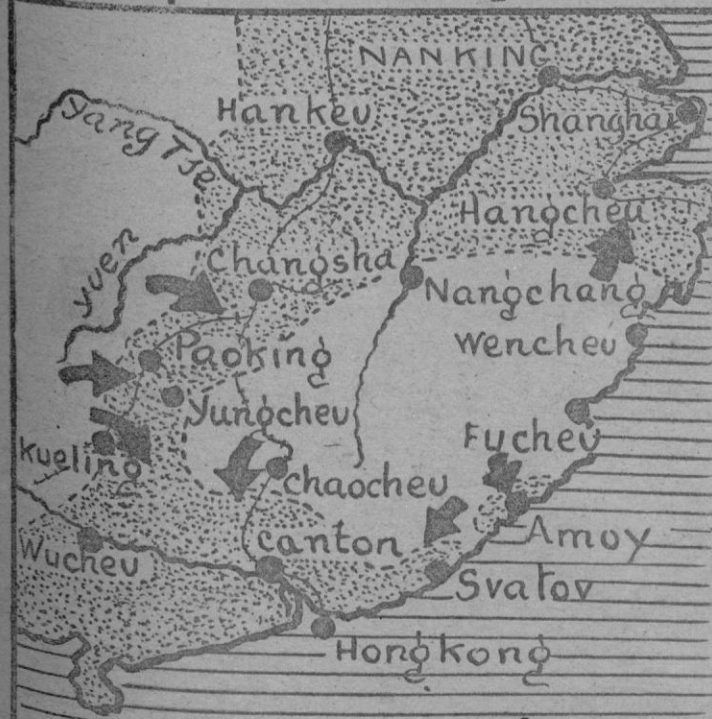 NANKING
Hankeu
Shanghai
Yang Tse
Hangcheu
Yuen
Changsha
Nangchang
Wencheu
Paoking
Yungcheu
Fucheu
Kueling
Chaocheu
Amoy
Canton
Wucheu
Svatov
Hongkong